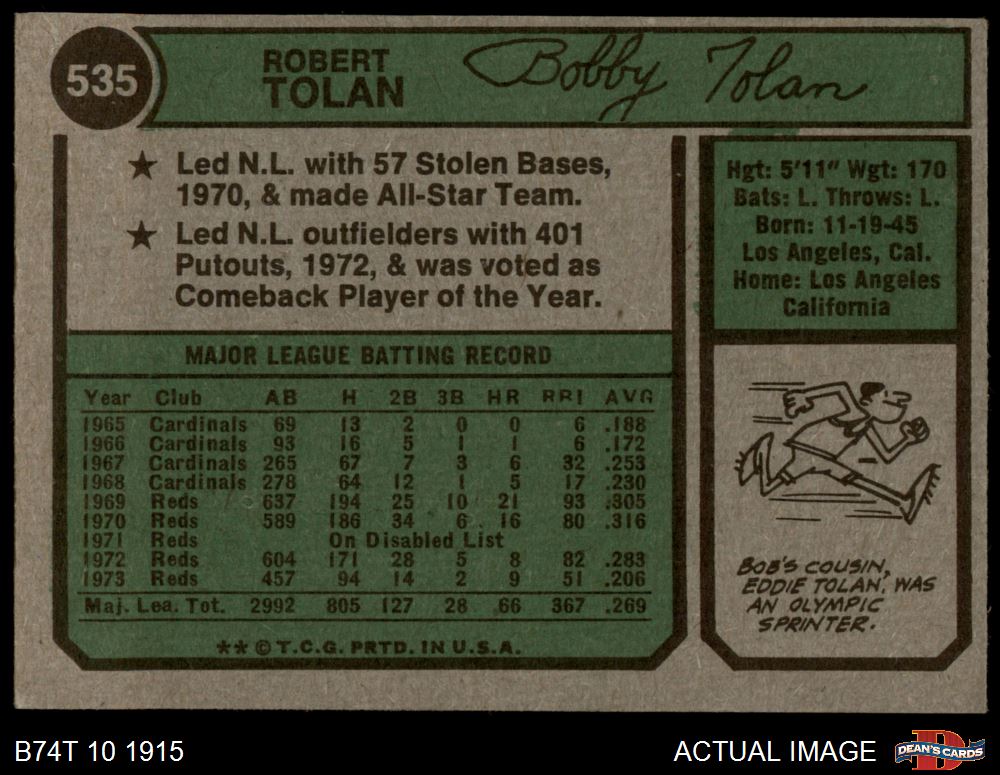 535
ROBERT
TOLAN
Bobby Tolan
★ Led N.L. with 57 Stolen Bases,
1970, & made All-Star Team.
★ Led N.L. outfielders with 401
Putouts, 1972, & was voted as
Comeback Player of the Year.
Hgt: 5'11" Wgt: 170
Bats: L. Throws: L.
Born: 11-19-45
Los Angeles, Cal.
Home: Los Angeles
California
MAJOR LEAGUE BATTING RECORD
Year Club AB H 2B 3B HR RBI AVG
1965 Cardinals 69 13 2 0 0 6 .188
1966 Cardinals 93 16 5 1 1 6 .172
1967 Cardinals 265 67 7 3 6 32 .253
1968 Cardinals 278 64 12 1 5 17 .230
1969 Reds 637 194 25 10 21 93 .305
1970 Reds 589 186 34 6 16 80 .316
1971 Reds On Disabled List
1972 Reds 604 171 28 5 8 82 .283
1973 Reds 457 94 14 2 9 51 .206
Maj. Lea. Tot. 2992 805 127 28 66 367 .269
** © T.C.G. PRTD. IN U.S.A.
BOB'S COUSIN,
EDDIE TOLAN, WAS
AN OLYMPIC
SPRINTER.
B74T 10 1915
ACTUAL IMAGE
DEAN'S CARDS